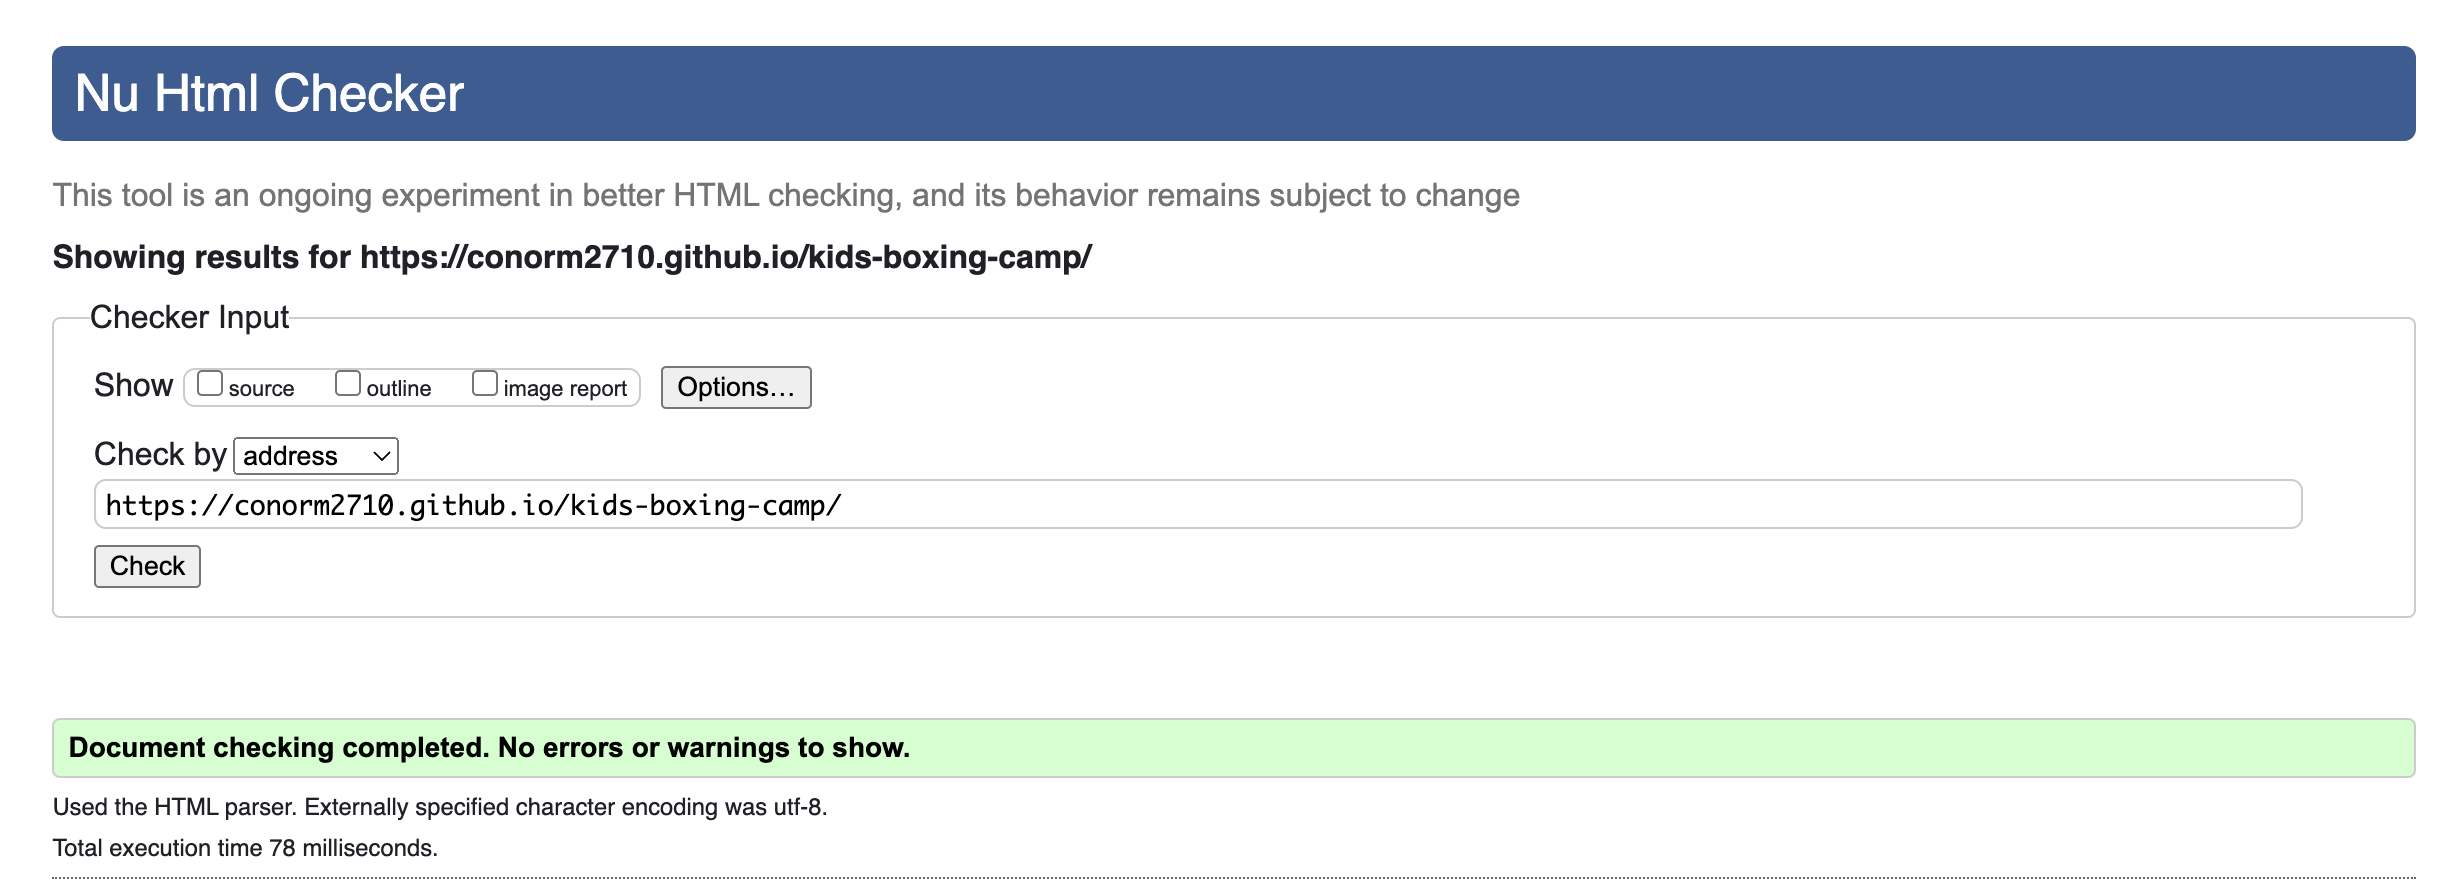 Nu Html Checker
This tool is an ongoing experiment in better HTML checking, and its behavior remains subject to change
Showing results for https://conorm2710.github.io/kids-boxing-camp/
Checker Input
Show source outline image report Options...
Check by address
https://conorm2710.github.io/kids-boxing-camp/
Check
Document checking completed. No errors or warnings to show.
Used the HTML parser. Externally specified character encoding was utf-8.
Total execution time 78 milliseconds.